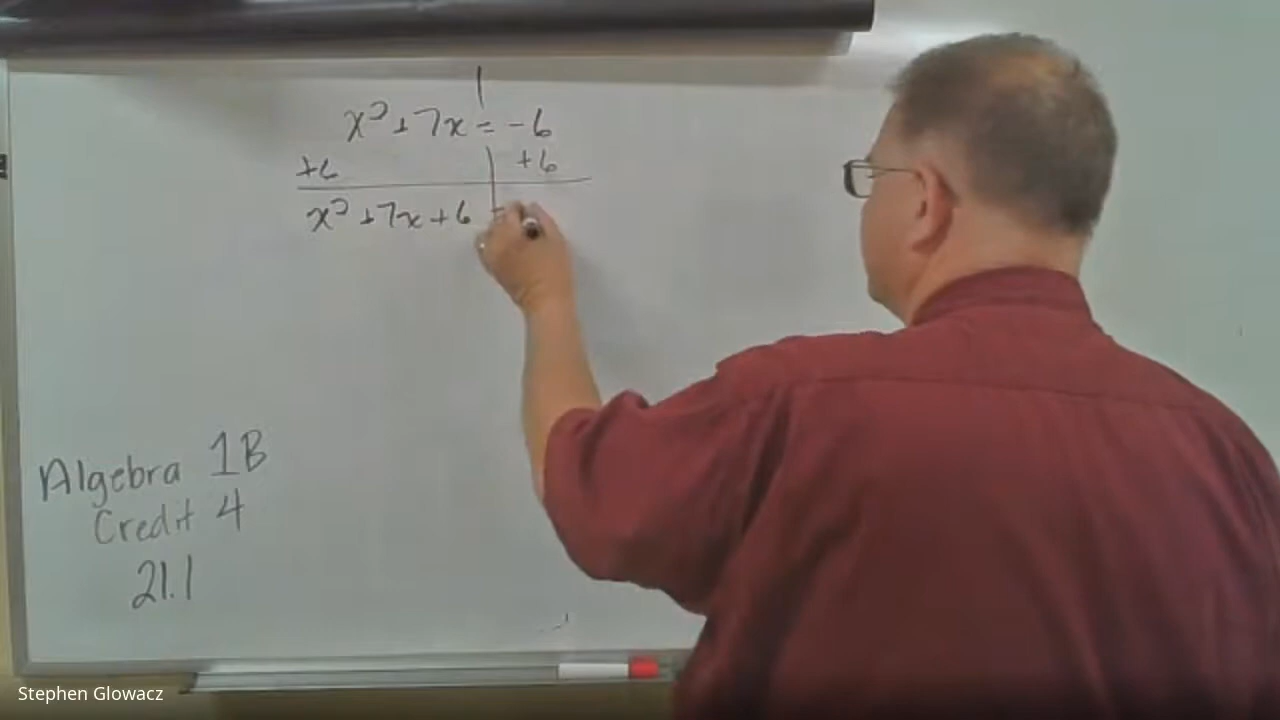 x² + 7x = -6
+6 +6
x² + 7x + 6 =
Algebra 1B
Credit 4
21.1
Stephen Glowacz